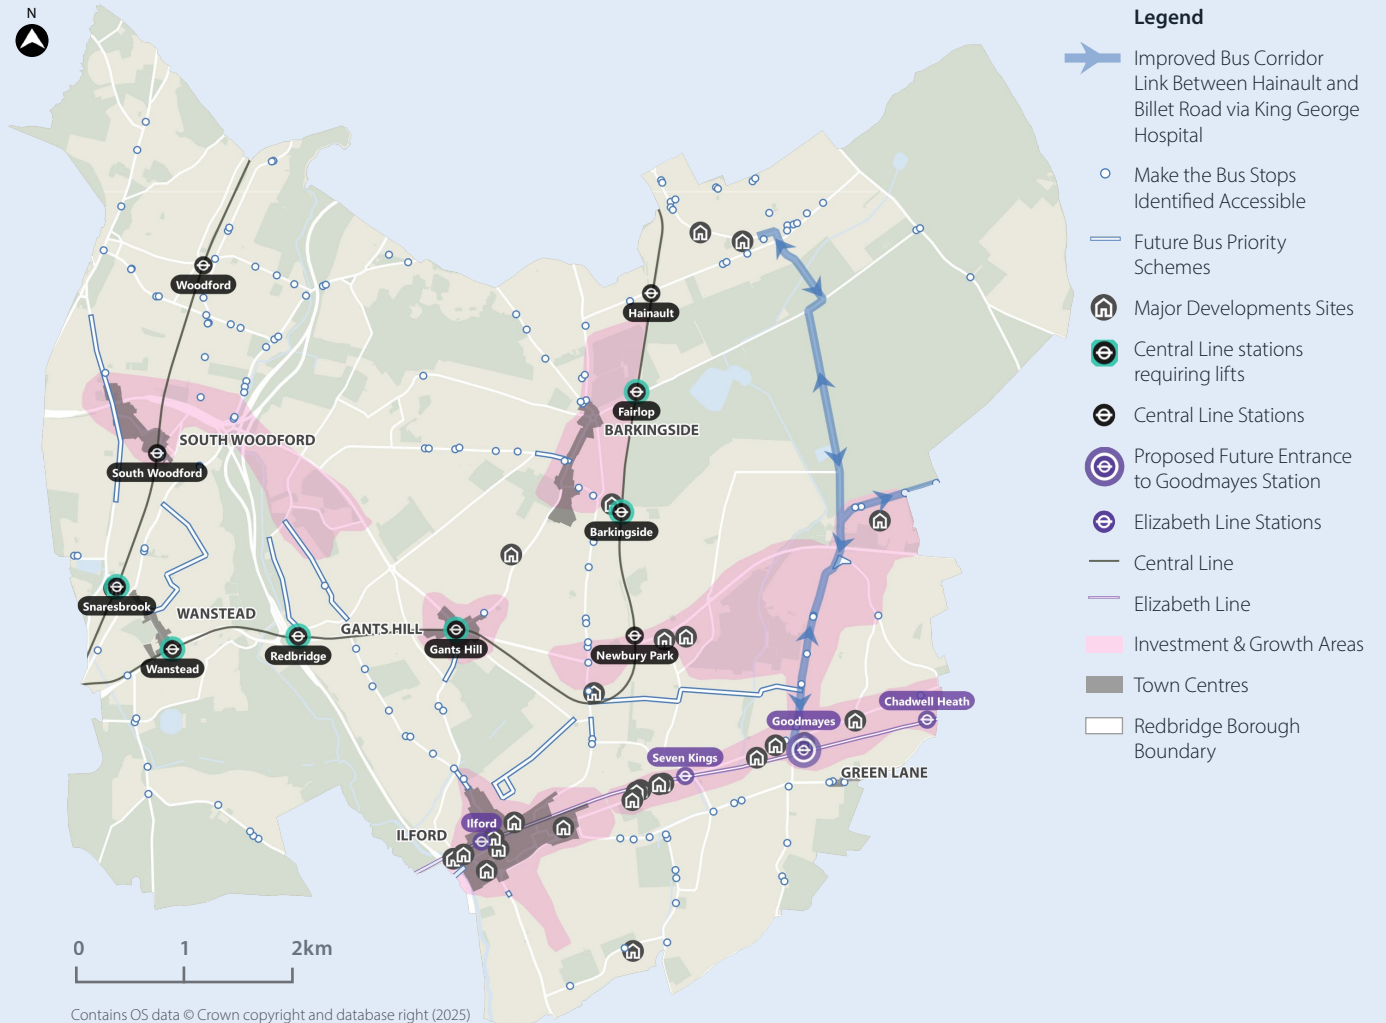 N
Legend
Improved Bus Corridor
Link Between Hainault and
Billet Road via King George
Hospital
Make the Bus Stops
Identified Accessible
Future Bus Priority
Schemes
Major Developments Sites
Central Line stations
requiring lifts
Central Line Stations
Proposed Future Entrance
to Goodmayes Station
Elizabeth Line Stations
Central Line
Elizabeth Line
Investment & Growth Areas
Town Centres
Redbridge Borough
Boundary
Woodford
Hainault
Fairlop
BARKINGSIDE
SOUTH WOODFORD
South Woodford
Barkingside
Snaresbrook
WANSTEAD
GANTS HILL
Gants Hill
Redbridge
Newbury Park
Wanstead
Chadwell Heath
Goodmayes
Seven Kings
GREEN LANE
Ilford
ILFORD
0 1 2km
Contains OS data © Crown copyright and database right (2025)